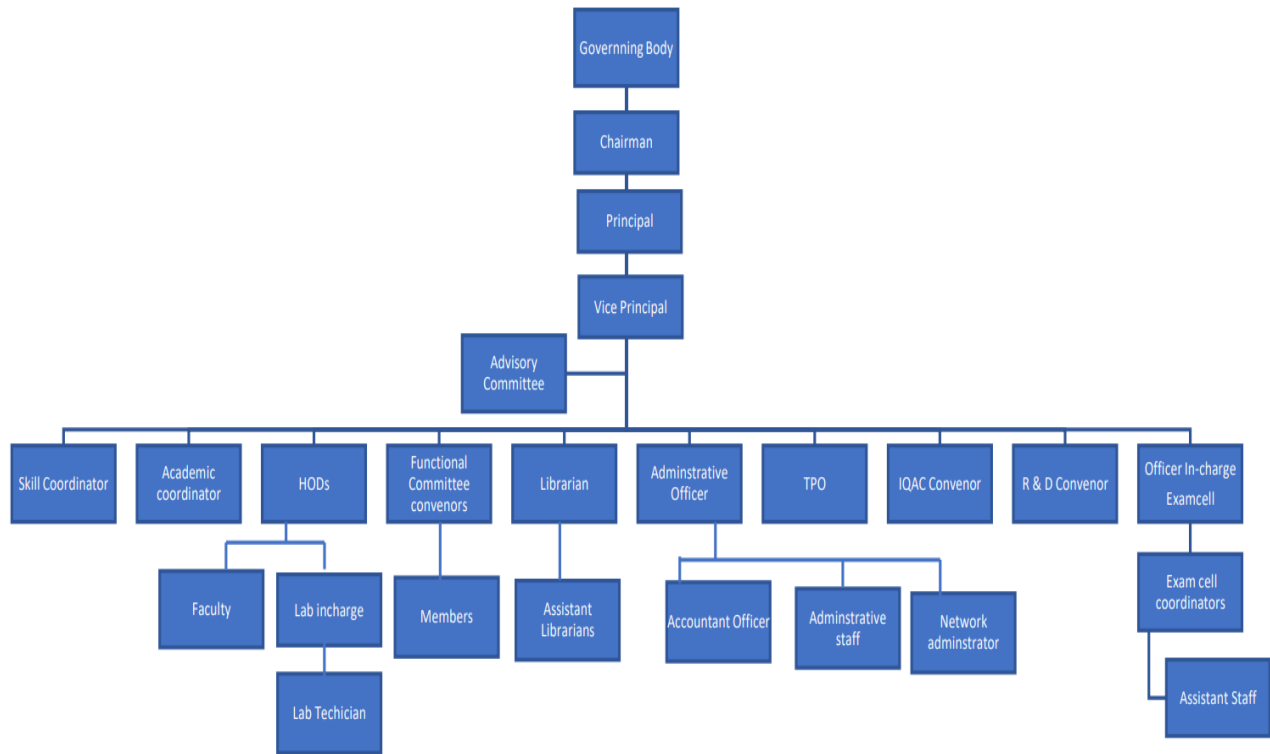 Governning Body
Chairman
Principal
Vice Principal
Advisory
Committee
Skill Coordinator
Academic
coordinator
HODs
Functional
Committee
convenors
Librarian
Adminstrative
Officer
TPO
IQAC Convenor
R & D Convenor
Officer In-charge
Examcell
Faculty
Lab incharge
Members
Assistant
Librarians
Accountant Officer
Adminstrative
staff
Network
adminstrator
Exam cell
coordinators
Lab Techician
Assistant Staff